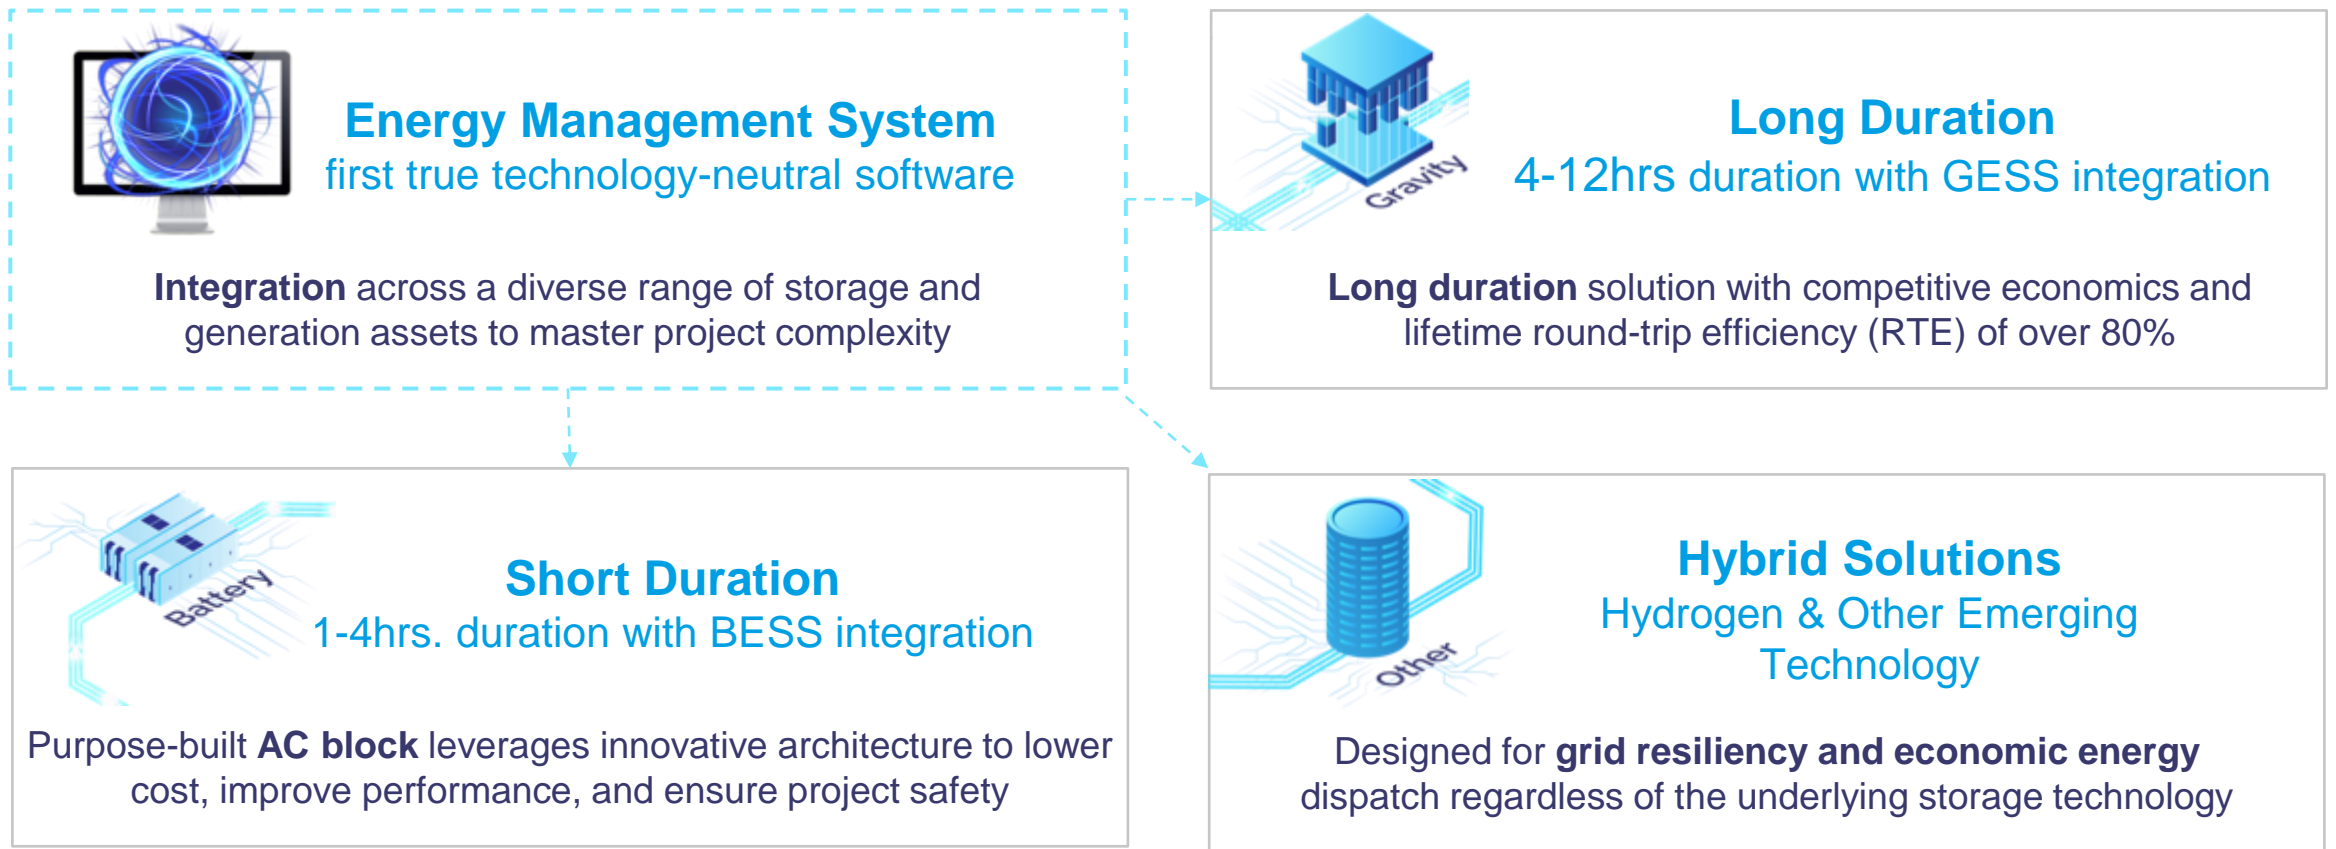 Energy Management System
first true technology-neutral software
Integration across a diverse range of storage and
generation assets to master project complexity
Gravity
Long Duration
4-12hrs duration with GESS integration
Long duration solution with competitive economics and
lifetime round-trip efficiency (RTE) of over 80%
Battery
Short Duration
1-4hrs. duration with BESS integration
Purpose-built AC block leverages innovative architecture to lower
cost, improve performance, and ensure project safety
Other
Hybrid Solutions
Hydrogen & Other Emerging
Technology
Designed for grid resiliency and economic energy
dispatch regardless of the underlying storage technology